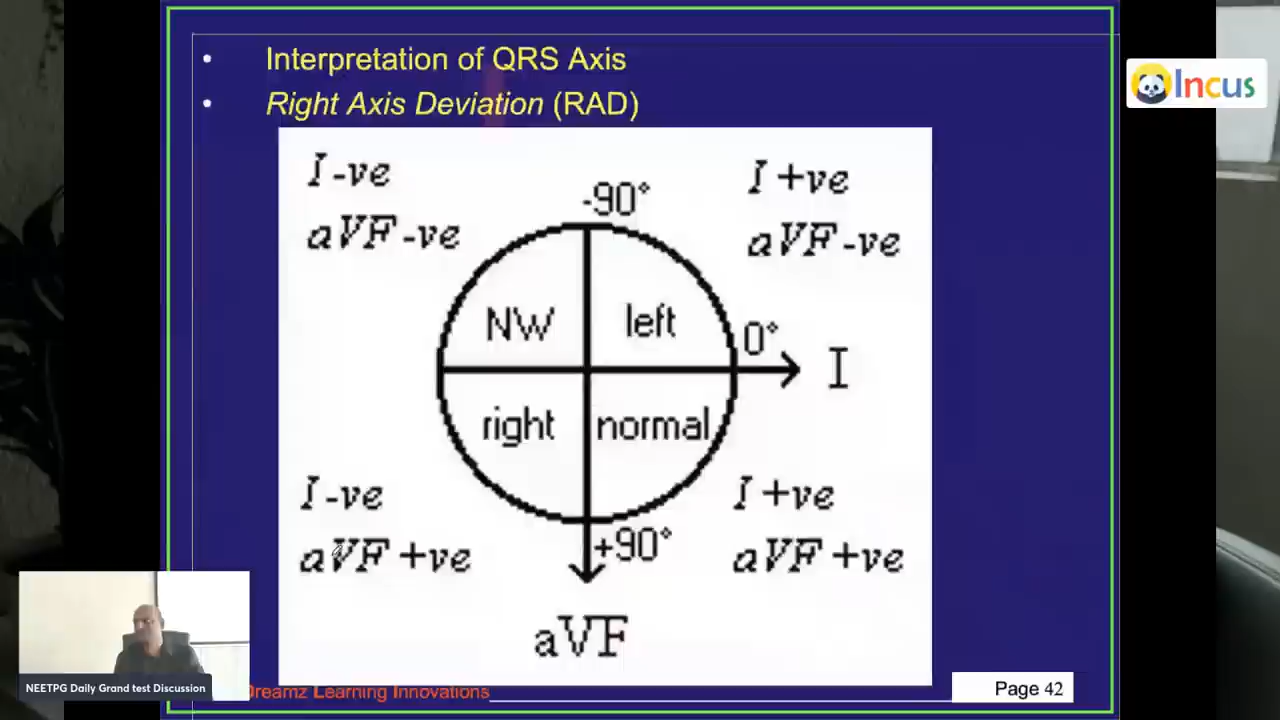 Interpretation of QRS Axis
Right Axis Deviation (RAD)
Incus
I -ve
aVF -ve
-90°
I +ve
aVF -ve
NW
left
0°
I
right
normal
I -ve
aVF +ve
+90°
I +ve
aVF +ve
aVF
NEETPG Daily Grand test Discussion
Dreamz Learning Innovations
Page 42